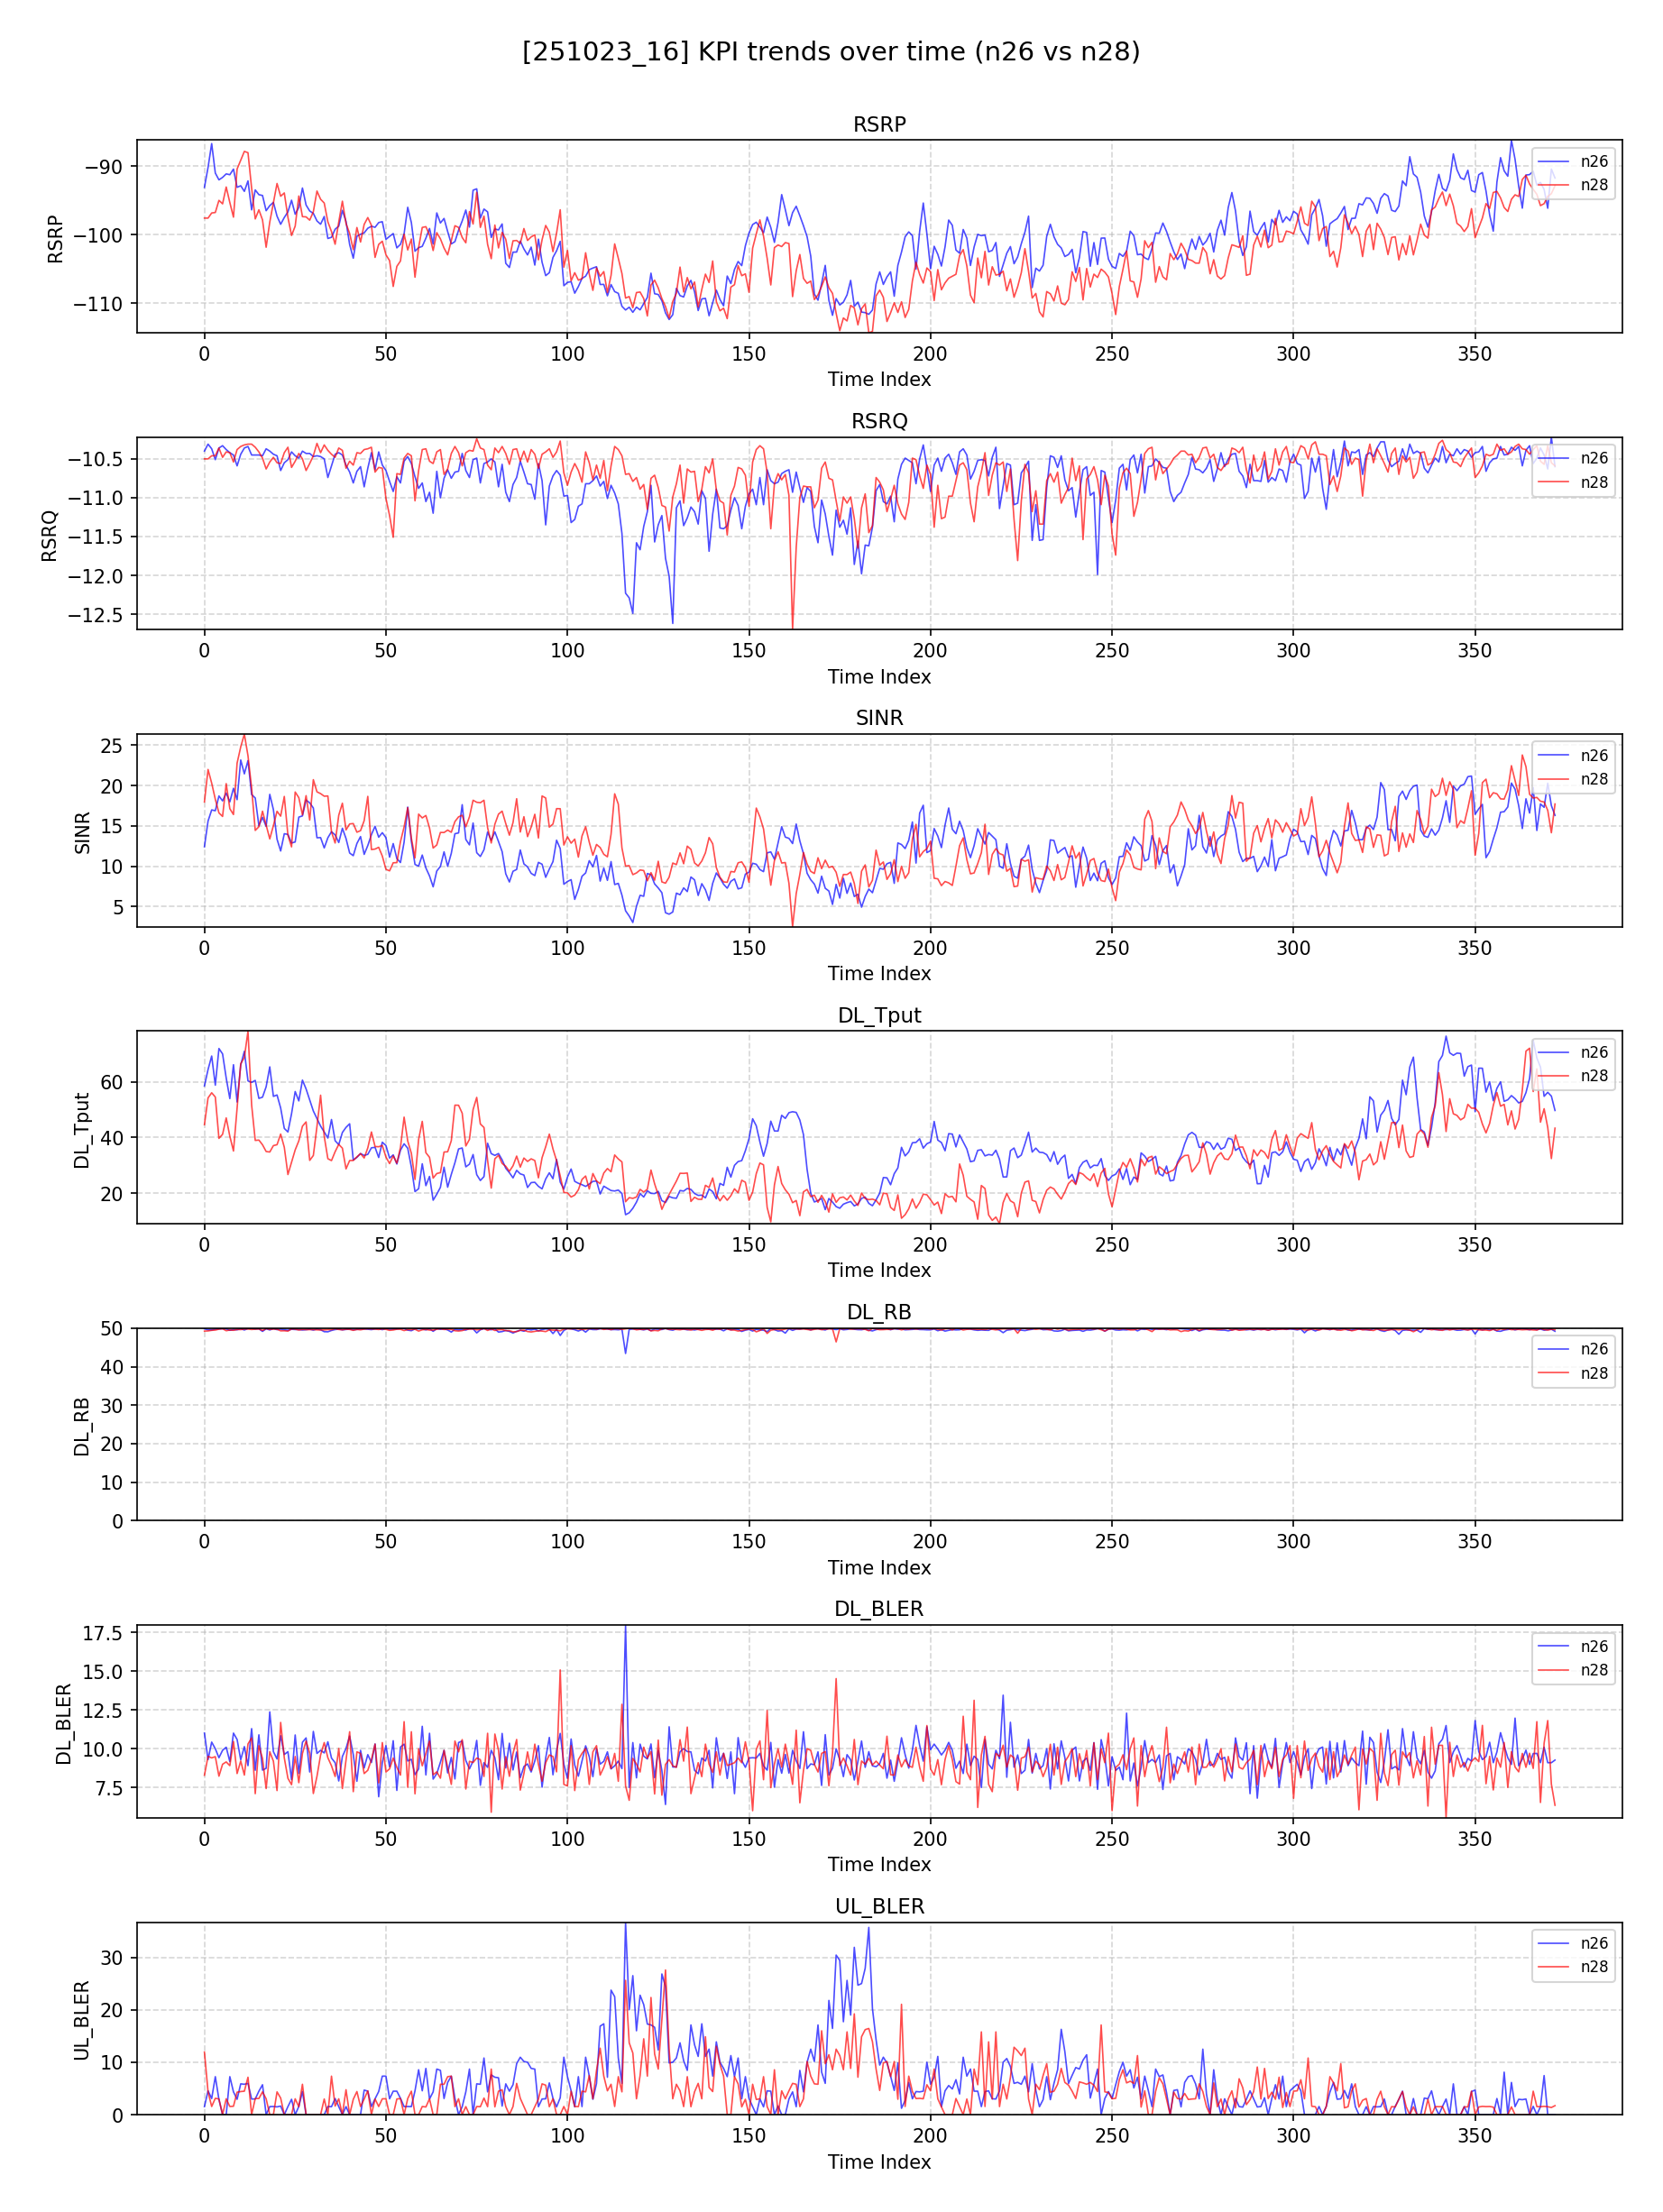 [251023_16] KPI trends over time (n26 vs n28)
RSRP
RSRP
−90
−100
−110
n26
n28
0 50 100 150 200 250 300 350
Time Index
RSRQ
RSRQ
−10.5
−11.0
−11.5
−12.0
−12.5
n26
n28
0 50 100 150 200 250 300 350
Time Index
SINR
SINR
25
20
15
10
5
n26
n28
0 50 100 150 200 250 300 350
Time Index
DL_Tput
DL_Tput
60
40
20
n26
n28
0 50 100 150 200 250 300 350
Time Index
DL_RB
DL_RB
50
40
30
20
10
0
n26
n28
0 50 100 150 200 250 300 350
Time Index
DL_BLER
DL_BLER
17.5
15.0
12.5
10.0
7.5
n26
n28
0 50 100 150 200 250 300 350
Time Index
UL_BLER
UL_BLER
30
20
10
0
n26
n28
0 50 100 150 200 250 300 350
Time Index